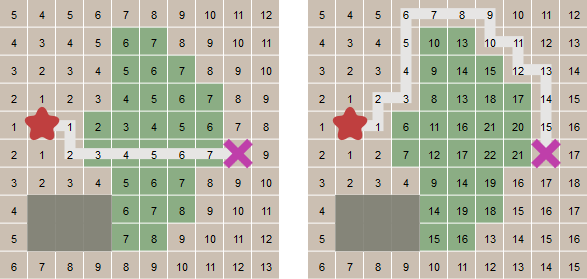 5 4 5 6 7 8 9 10 11 12
4 3 4 5 6 7 8 9 10 11
3 2 3 4 5 6 7 8 9 10
2 1 2 3 4 5 6 7 8 9
1 1 2 3 4 5 6 7 8
2 1 2 3 4 5 6 7 9
3 2 3 4 5 6 7 8 9 10
4 6 7 8 9 10 11
5 7 8 9 10 11 12
6 7 8 9 8 9 10 11 12 13
5 4 5 6 7 8 9 10 11 12
4 3 4 5 10 13 10 11 12 13
3 2 3 4 9 14 15 12 13 14
2 1 2 3 8 13 18 17 14 15
1 1 6 11 16 21 20 15 16
2 1 2 7 12 17 22 21 17
3 2 3 4 9 14 19 16 17 18
4 14 19 18 15 16 17
5 15 16 13 14 15 16
6 7 8 9 10 11 12 13 14 15